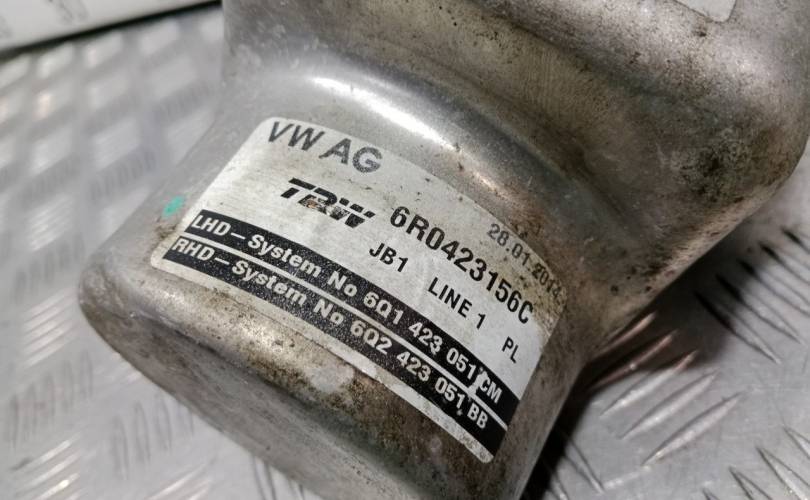 VW AG
TRW 6R0423156C 28.01.2014
JB1 LINE 1 PL
LHD-System No 6Q1 423 051 CM
RHD-System No 6Q2 423 051 BB